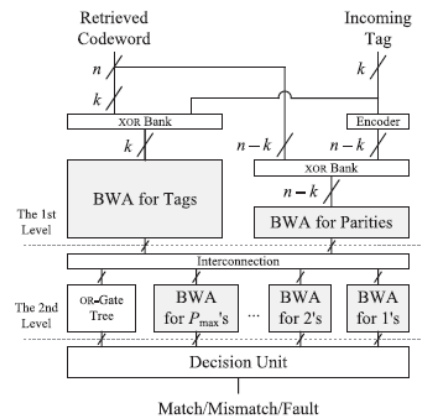 Retrieved
Codeword
Incoming
Tag
n
k
k
XOR Bank
Encoder
k
n−k
n−k
XOR Bank
n−k
BWA for Tags
BWA for Parities
The 1st
Level
Interconnection
The 2nd
Level
OR-Gate
Tree
BWA
for Pmax's
...
BWA
for 2's
BWA
for 1's
Decision Unit
Match/Mismatch/Fault